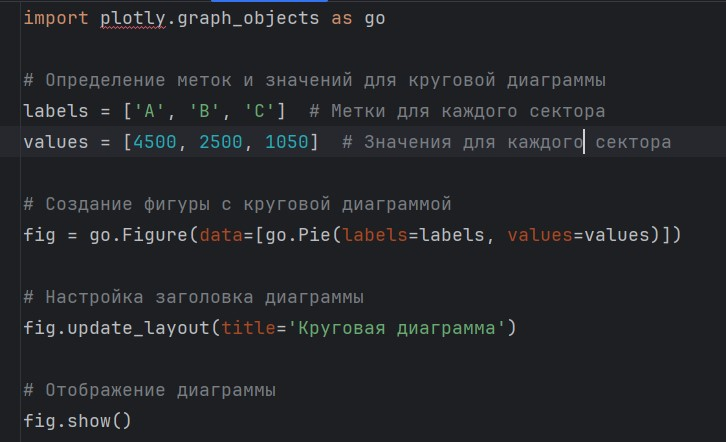 import plotly.graph_objects as go
# Определение меток и значений для круговой диаграммы
labels = ['A', 'B', 'C']  # Метки для каждого сектора
values = [4500, 2500, 1050]  # Значения для каждого сектора
# Создание фигуры с круговой диаграммой
fig = go.Figure(data=[go.Pie(labels=labels, values=values)])
# Настройка заголовка диаграммы
fig.update_layout(title='Круговая диаграмма')
# Отображение диаграммы
fig.show()